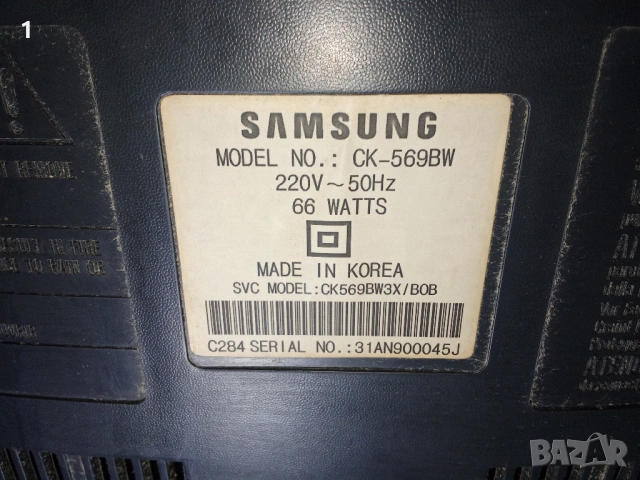 1
SAMSUNG
MODEL NO.: CK-569BW
220V~50Hz
66 WATTS
MADE IN KOREA
SVC MODEL:CK569BW3X/BOB
C284 SERIAL NO.:31AN900045J
BAZAR